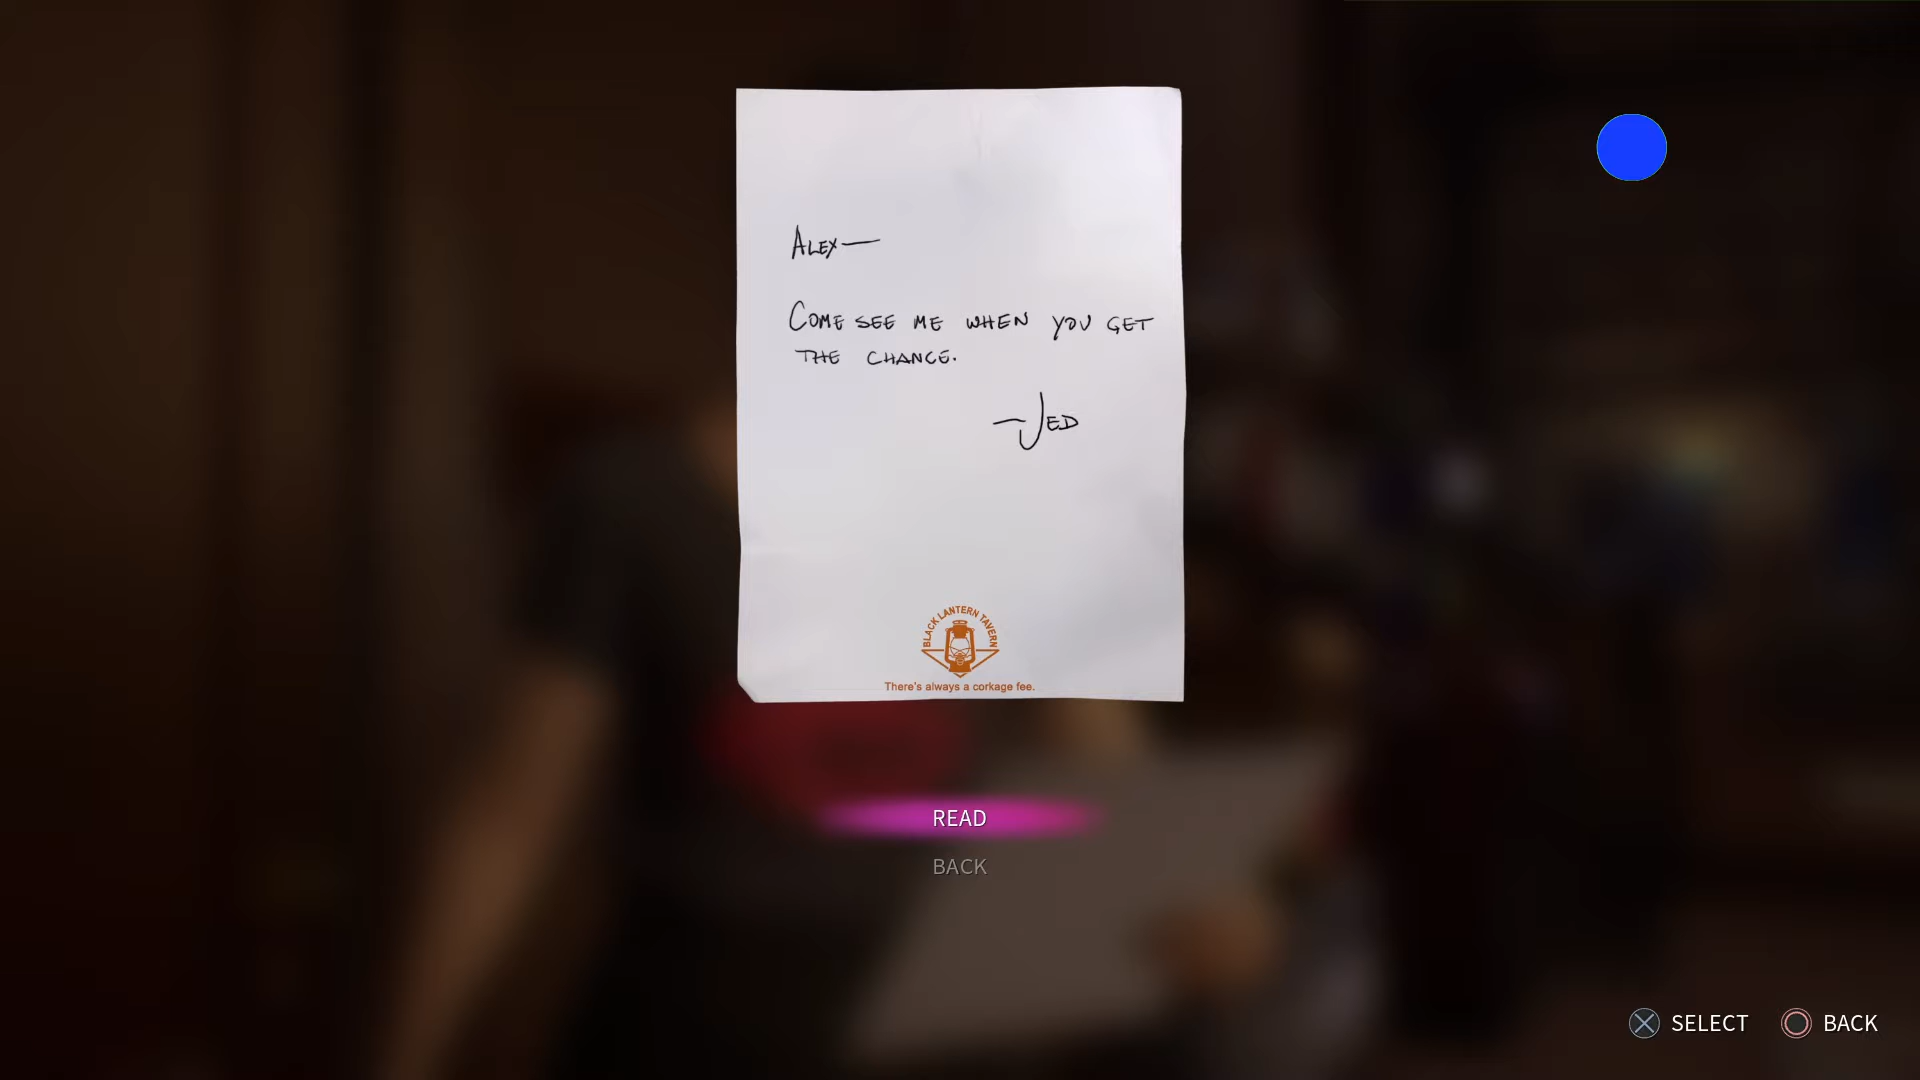 ALEX—
COME SEE ME WHEN YOU GET
THE CHANCE.
—JED
BLACK LANTERN TAVERN
There's always a corkage fee.
READ
BACK
SELECT BACK